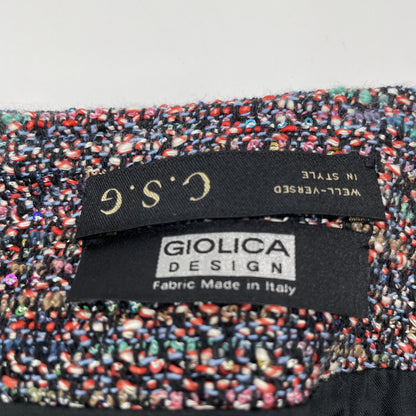 C.S.G
WELL-VERSED
IN STYLE
GIOLICA
DESIGN
Fabric Made in Italy